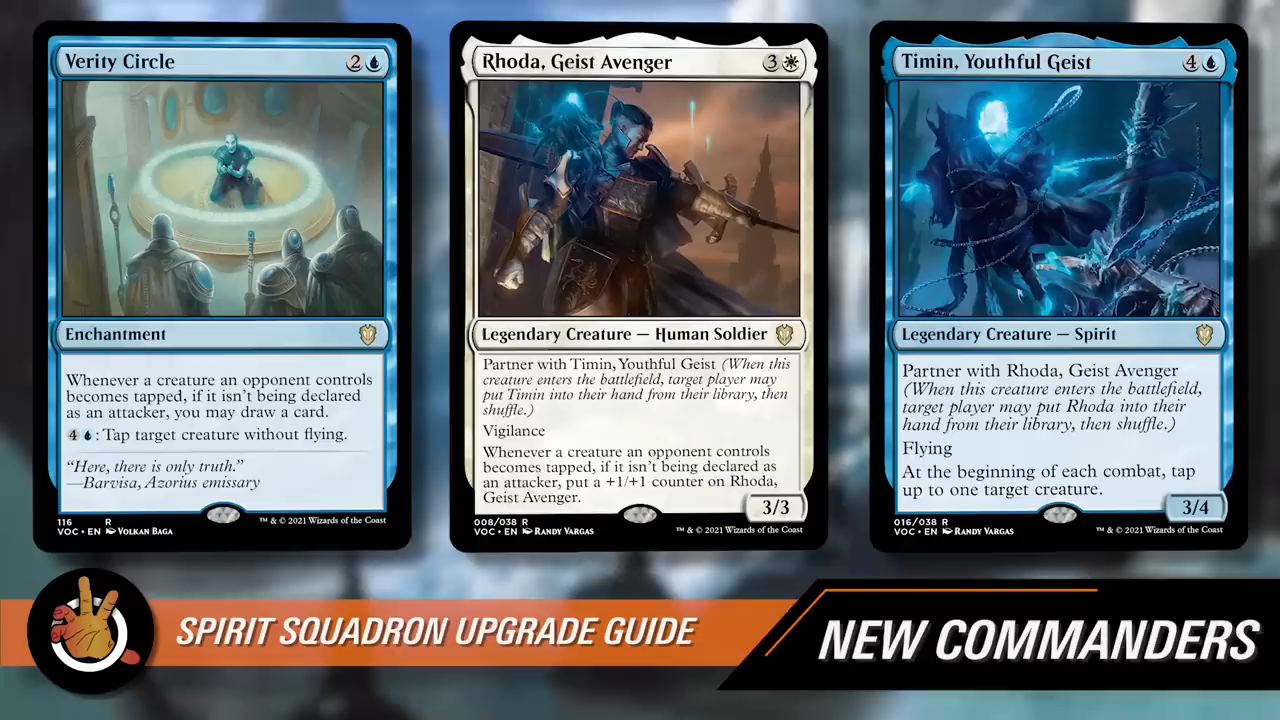 Verity Circle
2
Enchantment
Whenever a creature an opponent controls
becomes tapped, if it isn't being declared
as an attacker, you may draw a card.
4 : Tap target creature without flying.
"Here, there is only truth."
—Barvisa, Azorius emissary
116 R
VOC • EN Volkan Baga
™ & © 2021 Wizards of the Coast
Rhoda, Geist Avenger
3
Legendary Creature — Human Soldier
Partner with Timin, Youthful Geist (When this
creature enters the battlefield, target player may
put Timin into their hand from their library, then
shuffle.)
Vigilance
Whenever a creature an opponent controls
becomes tapped, if it isn't being declared as
an attacker, put a +1/+1 counter on Rhoda,
Geist Avenger.
3/3
008/038 R
VOC • EN Randy Vargas
™ & © 2021 Wizards of the Coast
Timin, Youthful Geist
4
Legendary Creature — Spirit
Partner with Rhoda, Geist Avenger
(When this creature enters the battlefield,
target player may put Rhoda into their
hand from their library, then shuffle.)
Flying
At the beginning of each combat, tap
up to one target creature.
3/4
016/038 R
VOC • EN Randy Vargas
™ & © 2021 Wizards of the Coast
SPIRIT SQUADRON UPGRADE GUIDE
NEW COMMANDERS